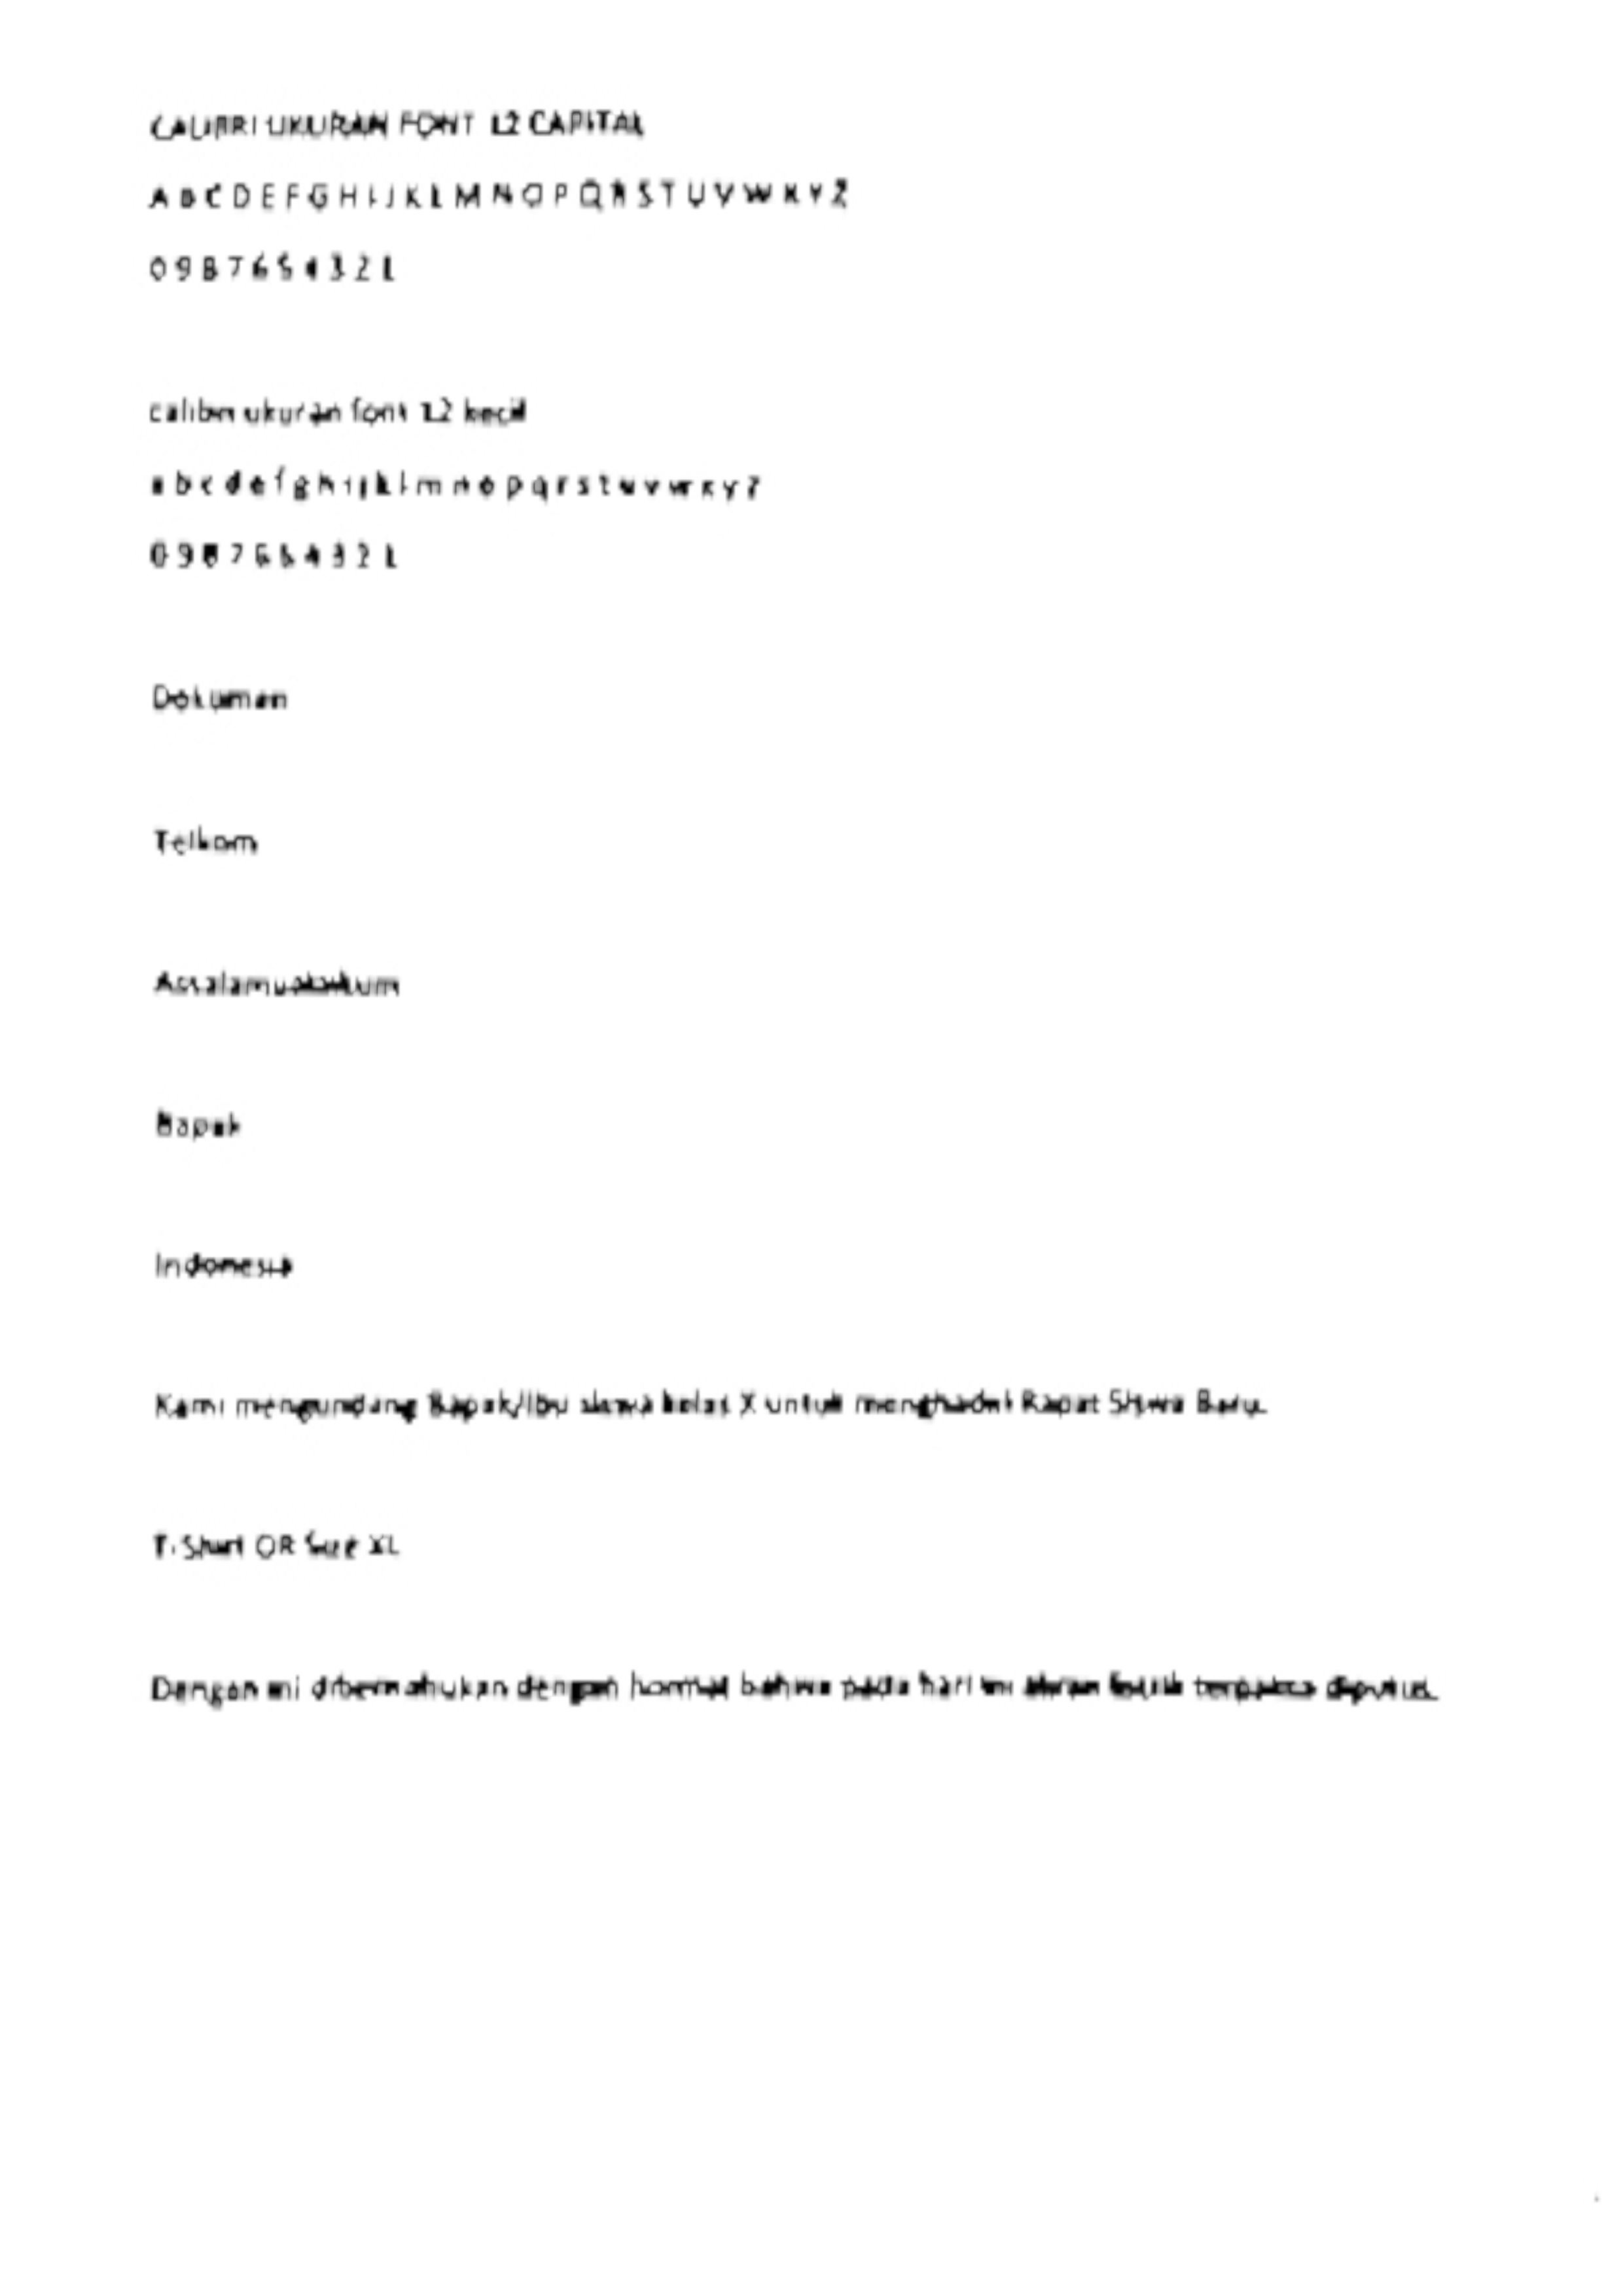 CALIBRI UKURAN FONT 12 CAPITAL
A B C D E F G H I J K L M N O P Q R S T U V W X Y Z
0 9 8 7 6 5 4 3 2 1
calibri ukuran font 12 kecil
a b c d e f g h i j k l m n o p q r s t u v w x y z
0 9 8 7 6 5 4 3 2 1
Dokumen
Telkom
Assalamualaikum
Bapak
Indonesia
Kami mengundang Bapak/Ibu siswa kelas X untuk menghadiri Rapat Siswa Baru.
T-Shirt OR Size XL
Dengan ini diberitahukan dengan hormat bahwa pada hari ini aliran listrik terpaksa diputus.